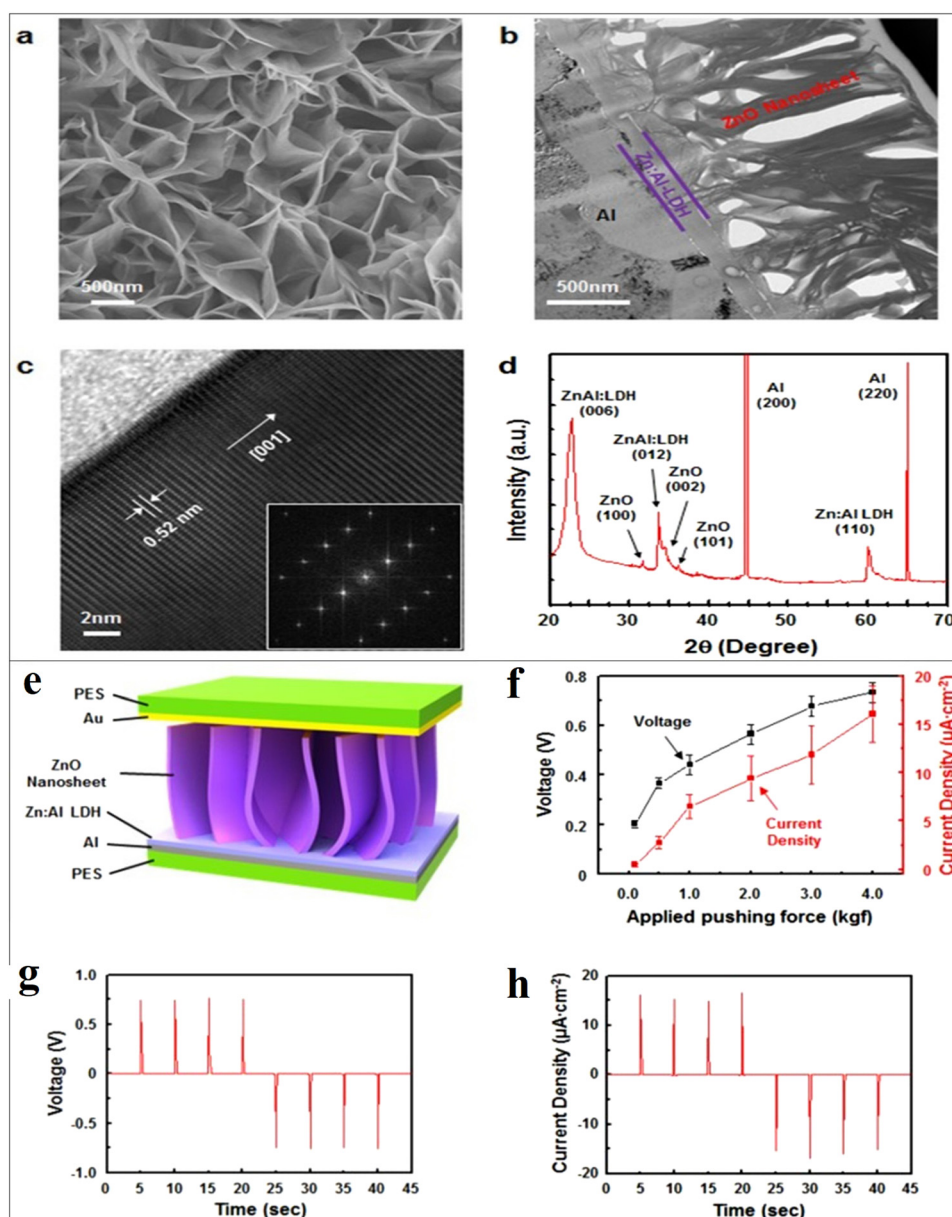 a
500nm
b
ZnO Nanosheet
Zn:Al-LDH
Al
500nm
c
[001]
0.52 nm
2nm
d
Intensity (a.u.)
ZnAl:LDH
(006)
ZnAl:LDH
(012)
ZnO
(002)
ZnO
(100)
ZnO
(101)
Al
(200)
Al
(220)
Zn:Al LDH
(110)
20 30 40 50 60 70
2θ (Degree)
e
PES
Au
ZnO
Nanosheet
Zn:Al LDH
Al
PES
f
Voltage (V)
0.8
0.6
0.4
0.2
0
Voltage
Current
Density
20
15
10
5
0
Current Density (μA·cm-2)
0.0 1.0 2.0 3.0 4.0
Applied pushing force (kgf)
g
Voltage (V)
1.0
0.5
0
-0.5
-1.0
0 5 10 15 20 25 30 35 40 45
Time (sec)
h
Current Density (μA·cm-2)
20
10
0
-10
-20
0 5 10 15 20 25 30 35 40 45
Time (sec)